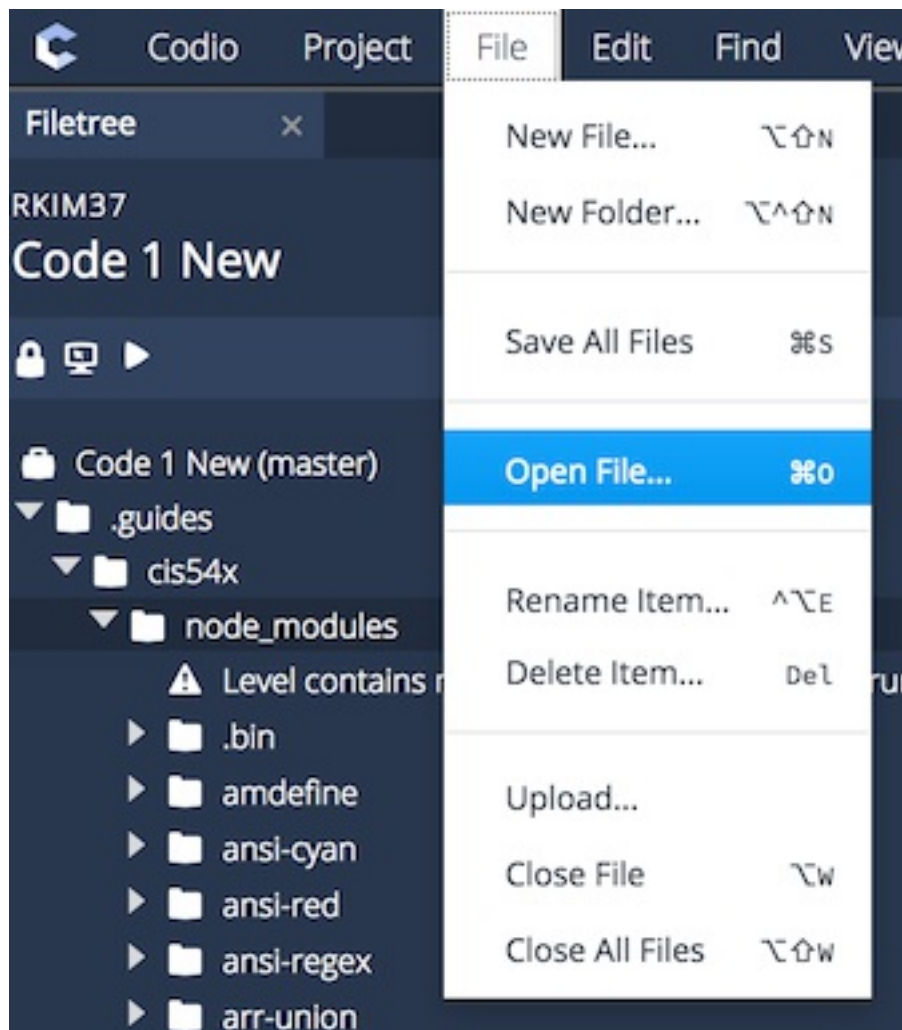 Codio Project File Edit Find View
Filetree ×
RKIM37
Code 1 New
New File... ⌥⇧N
New Folder... ⌥^⇧N
Save All Files ⌘S
Open File... ⌘O
Rename Item... ^⌥E
Delete Item... Del
Upload...
Close File ⌥W
Close All Files ⌥⇧W
Code 1 New (master)
.guides
cis54x
node_modules
Level contains
.bin
amdefine
ansi-cyan
ansi-red
ansi-regex
arr-union